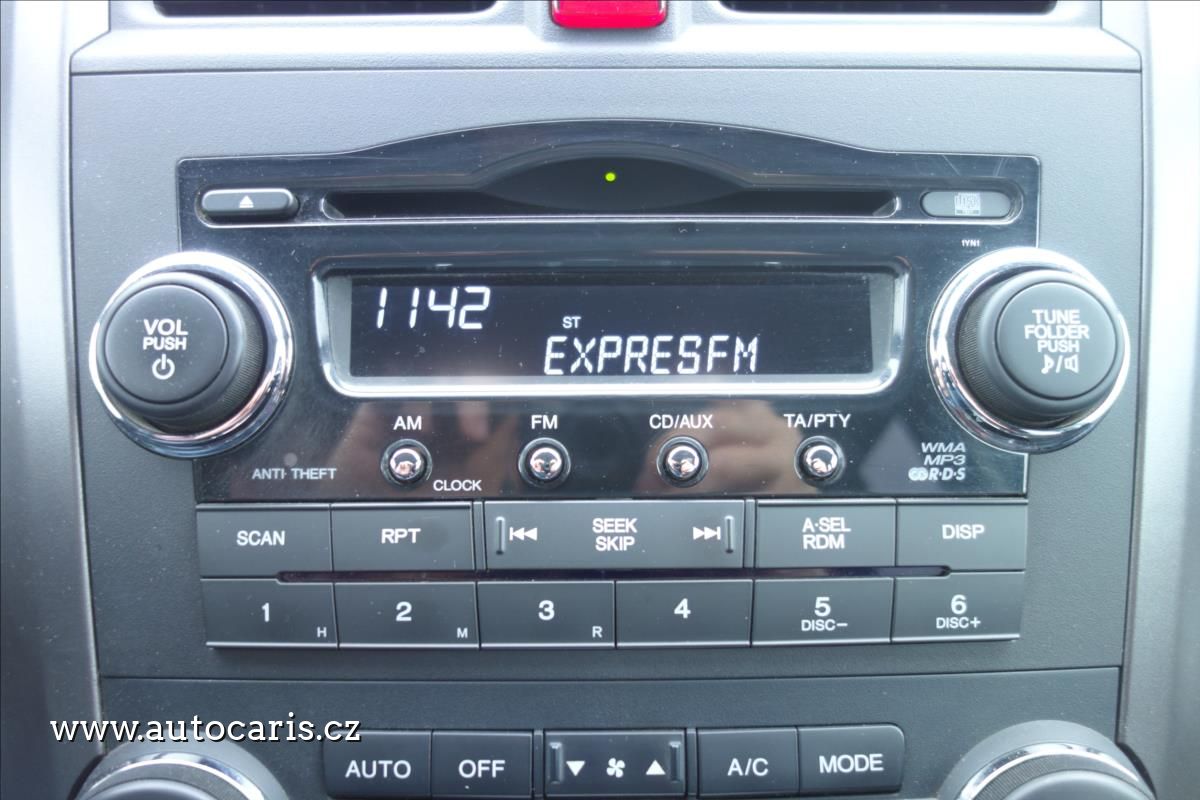 1YN1
VOL
PUSH
1142
ST
EXPRESFM
TUNE
FOLDER
PUSH
AM
FM
CD/AUX
TA/PTY
ANTI THEFT
CLOCK
WMA
MP3
R·D·S
SCAN
RPT
SEEK
SKIP
A·SEL
RDM
DISP
1
H
2
M
3
R
4
5
DISC−
6
DISC+
www.autocaris.cz
AUTO
OFF
A/C
MODE